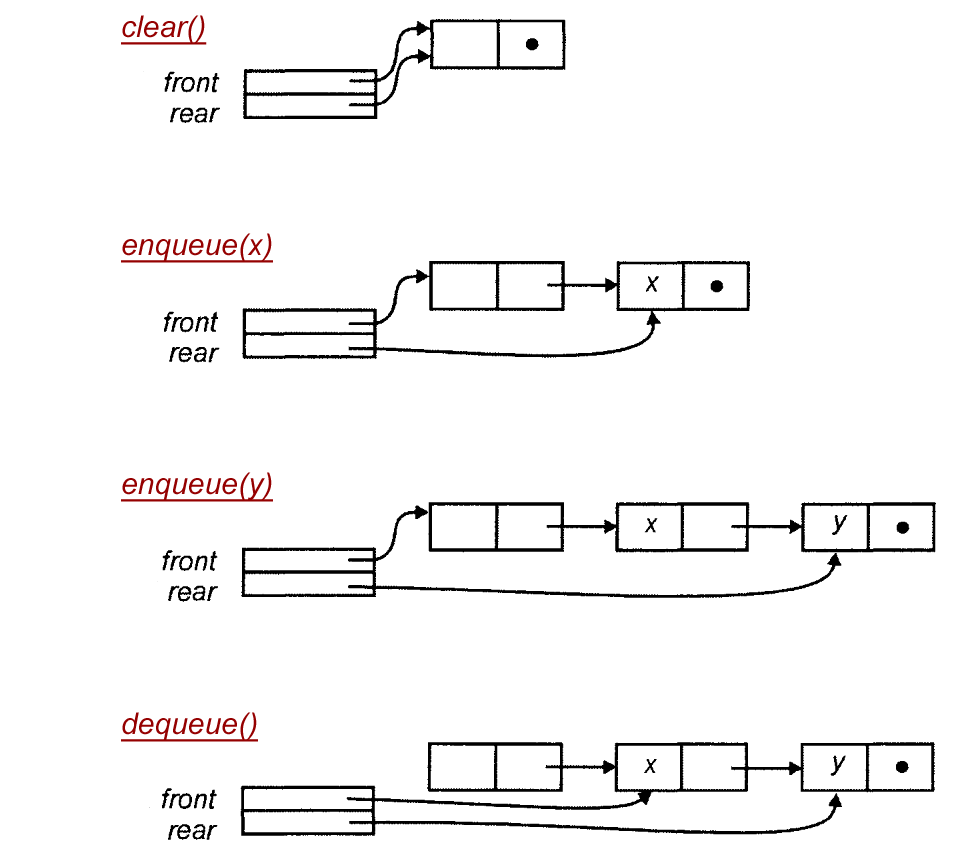 clear()
front
rear
enqueue(x)
x
front
rear
enqueue(y)
x y
front
rear
dequeue()
x y
front
rear